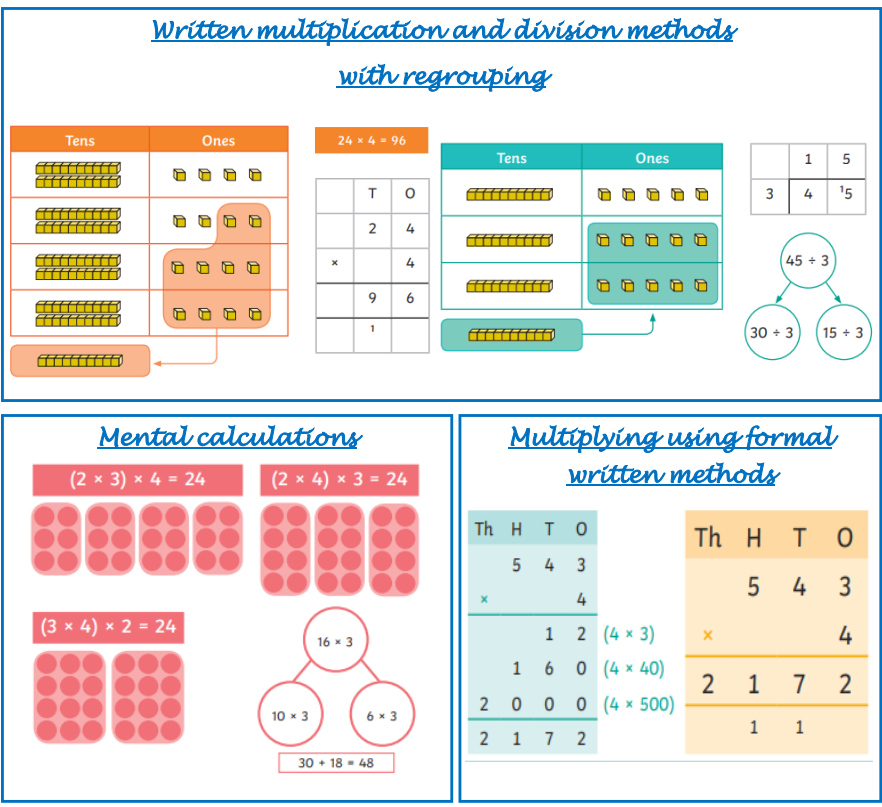 Written multiplication and division methods
with regrouping
Tens Ones
24 × 4 = 96
T O
2 4
× 4
9 6
1
Tens Ones
1 5
3 4 ¹5
45 ÷ 3
30 ÷ 3 15 ÷ 3
Mental calculations
(2 × 3) × 4 = 24 (2 × 4) × 3 = 24
(3 × 4) × 2 = 24
16 × 3
10 × 3 6 × 3
30 + 18 = 48
Multiplying using formal
written methods
Th H T O
5 4 3
× 4
1 2 (4 × 3)
1 6 0 (4 × 40)
2 0 0 0 (4 × 500)
2 1 7 2
Th H T O
5 4 3
× 4
2 1 7 2
1 1